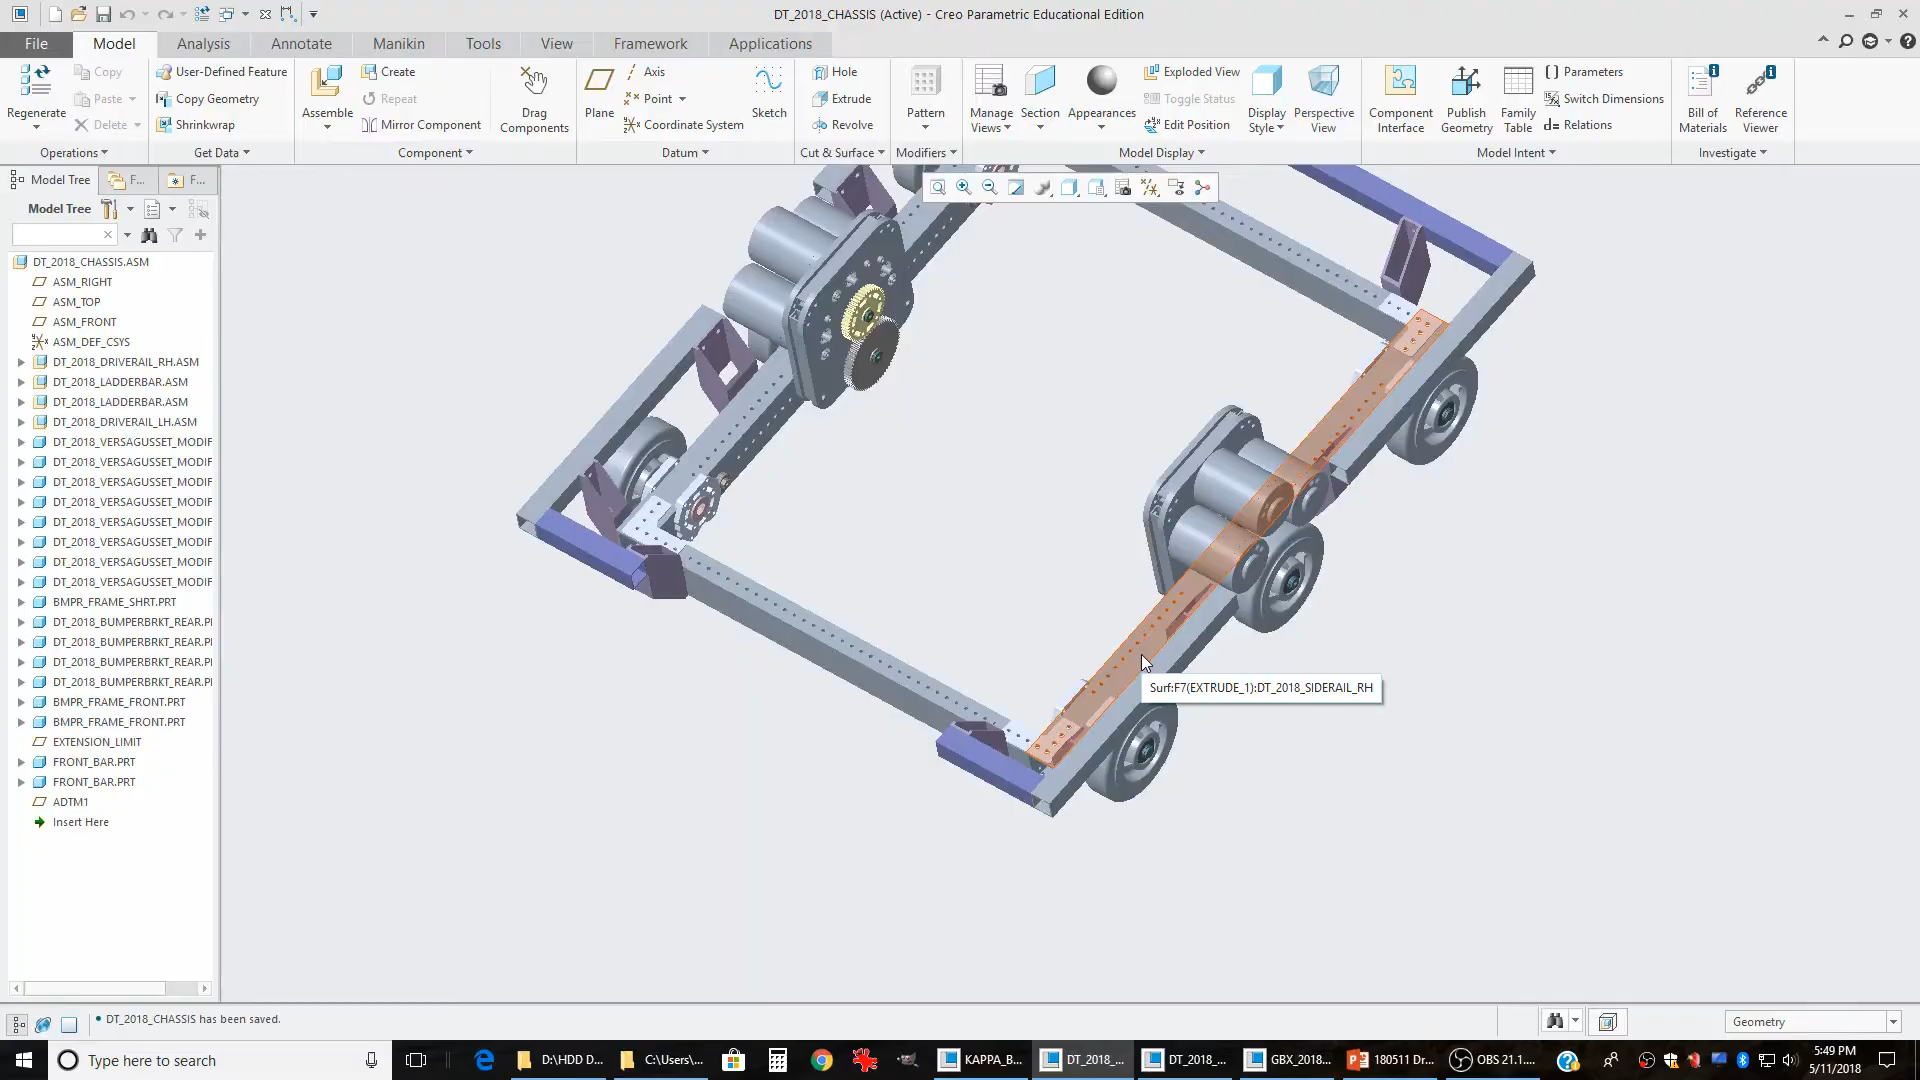 DT_2018_CHASSIS (Active) - Creo Parametric Educational Edition
File Model Analysis Annotate Manikin Tools View Framework Applications
Regenerate
Copy
Paste
Delete
Operations
User-Defined Feature
Copy Geometry
Shrinkwrap
Get Data
Assemble
Create
Repeat
Mirror Component
Component
Drag
Components
Plane
Axis
Point
Coordinate System
Sketch
Datum
Hole
Extrude
Revolve
Cut & Surface
Pattern
Modifiers
Manage
Views
Section
Appearances
Exploded View
Toggle Status
Edit Position
Display
Style
Perspective
View
Model Display
Component
Interface
Publish
Geometry
Family
Table
Parameters
Switch Dimensions
Relations
Model Intent
Bill of
Materials
Reference
Viewer
Investigate
Model Tree F... F...
Model Tree
DT_2018_CHASSIS.ASM
ASM_RIGHT
ASM_TOP
ASM_FRONT
ASM_DEF_CSYS
DT_2018_DRIVERAIL_RH.ASM
DT_2018_LADDERBAR.ASM
DT_2018_LADDERBAR.ASM
DT_2018_DRIVERAIL_LH.ASM
DT_2018_VERSAGUSSET_MODIF
DT_2018_VERSAGUSSET_MODIF
DT_2018_VERSAGUSSET_MODIF
DT_2018_VERSAGUSSET_MODIF
DT_2018_VERSAGUSSET_MODIF
DT_2018_VERSAGUSSET_MODIF
DT_2018_VERSAGUSSET_MODIF
DT_2018_VERSAGUSSET_MODIF
BMPR_FRAME_SHRT.PRT
DT_2018_BUMPERBRKT_REAR.P
DT_2018_BUMPERBRKT_REAR.P
DT_2018_BUMPERBRKT_REAR.P
DT_2018_BUMPERBRKT_REAR.P
BMPR_FRAME_FRONT.PRT
BMPR_FRAME_FRONT.PRT
EXTENSION_LIMIT
FRONT_BAR.PRT
FRONT_BAR.PRT
ADTM1
Insert Here
Surf:F7(EXTRUDE_1):DT_2018_SIDERAIL_RH
DT_2018_CHASSIS has been saved.
Geometry
Type here to search
D:\HDD D...
C:\Users\...
KAPPA_B...
DT_2018_...
DT_2018_...
GBX_2018...
180511 Dr...
OBS 21.1....
5:49 PM
5/11/2018